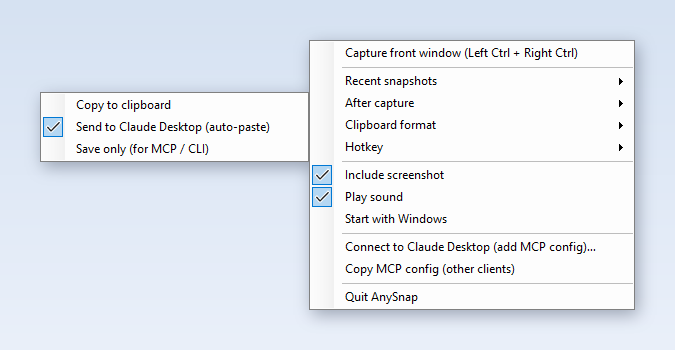 Capture front window (Left Ctrl + Right Ctrl)
Recent snapshots
After capture
Clipboard format
Hotkey
Include screenshot
Play sound
Start with Windows
Connect to Claude Desktop (add MCP config)...
Copy MCP config (other clients)
Quit AnySnap
Copy to clipboard
Send to Claude Desktop (auto-paste)
Save only (for MCP / CLI)